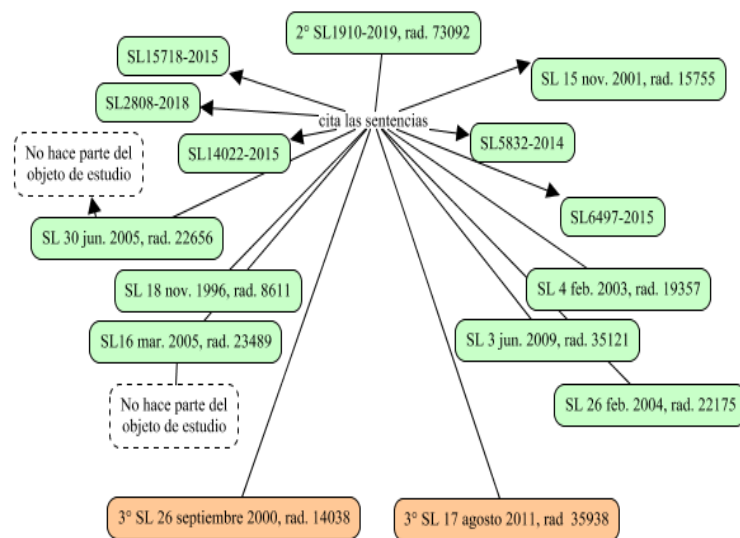 2° SL1910-2019, rad. 73092
SL15718-2015
SL 15 nov. 2001, rad. 15755
SL2808-2018
cita las sentencias
SL14022-2015
SL5832-2014
No hace parte del
objeto de estudio
SL6497-2015
SL 30 jun. 2005, rad. 22656
SL 18 nov. 1996, rad. 8611
SL 4 feb. 2003, rad. 19357
SL16 mar. 2005, rad. 23489
SL 3 jun. 2009, rad. 35121
No hace parte del
objeto de estudio
SL 26 feb. 2004, rad. 22175
3° SL 26 septiembre 2000, rad. 14038
3° SL 17 agosto 2011, rad 35938